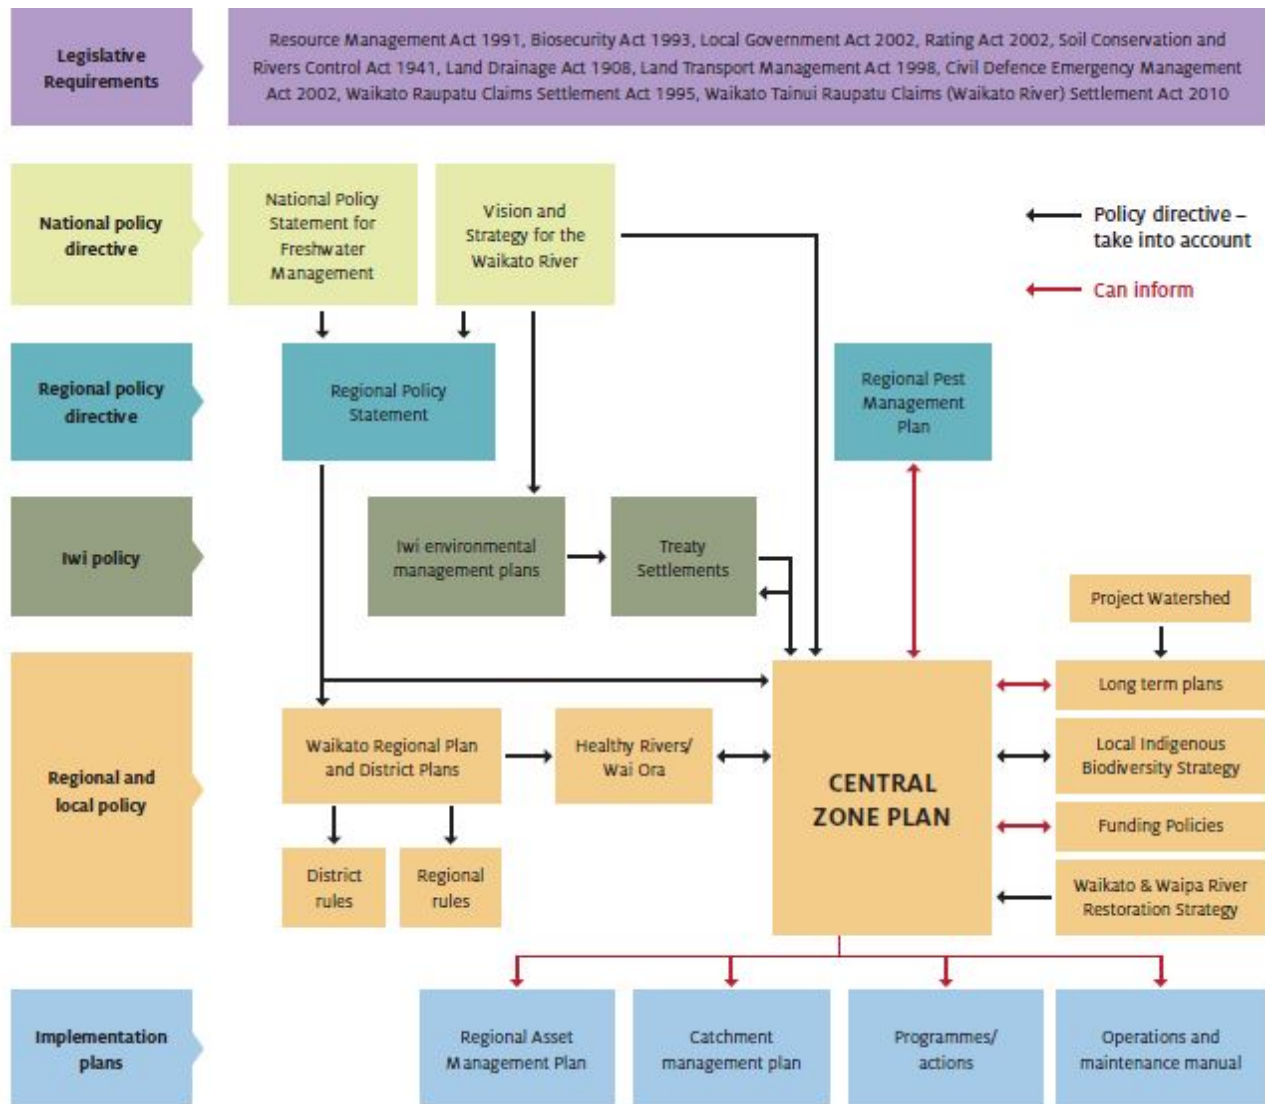 Legislative
Requirements
Resource Management Act 1991, Biosecurity Act 1993, Local Government Act 2002, Rating Act 2002, Soil Conservation and
Rivers Control Act 1941, Land Drainage Act 1908, Land Transport Management Act 1998, Civil Defence Emergency Management
Act 2002, Waikato Raupatu Claims Settlement Act 1995, Waikato Tainui Raupatu Claims (Waikato River) Settlement Act 2010
National policy
directive
National Policy
Statement for
Freshwater
Management
Vision and
Strategy for the
Waikato River
Policy directive –
take into account
Can inform
Regional policy
directive
Regional Policy
Statement
Regional Pest
Management
Plan
Iwi policy
Iwi environmental
management plans
Treaty
Settlements
Project Watershed
Regional and
local policy
Waikato Regional Plan
and District Plans
Healthy Rivers/
Wai Ora
CENTRAL
ZONE PLAN
Long term plans
Local Indigenous
Biodiversity Strategy
Funding Policies
Waikato & Waipa River
Restoration Strategy
District
rules
Regional
rules
Implementation
plans
Regional Asset
Management Plan
Catchment
management plan
Programmes/
actions
Operations and
maintenance manual